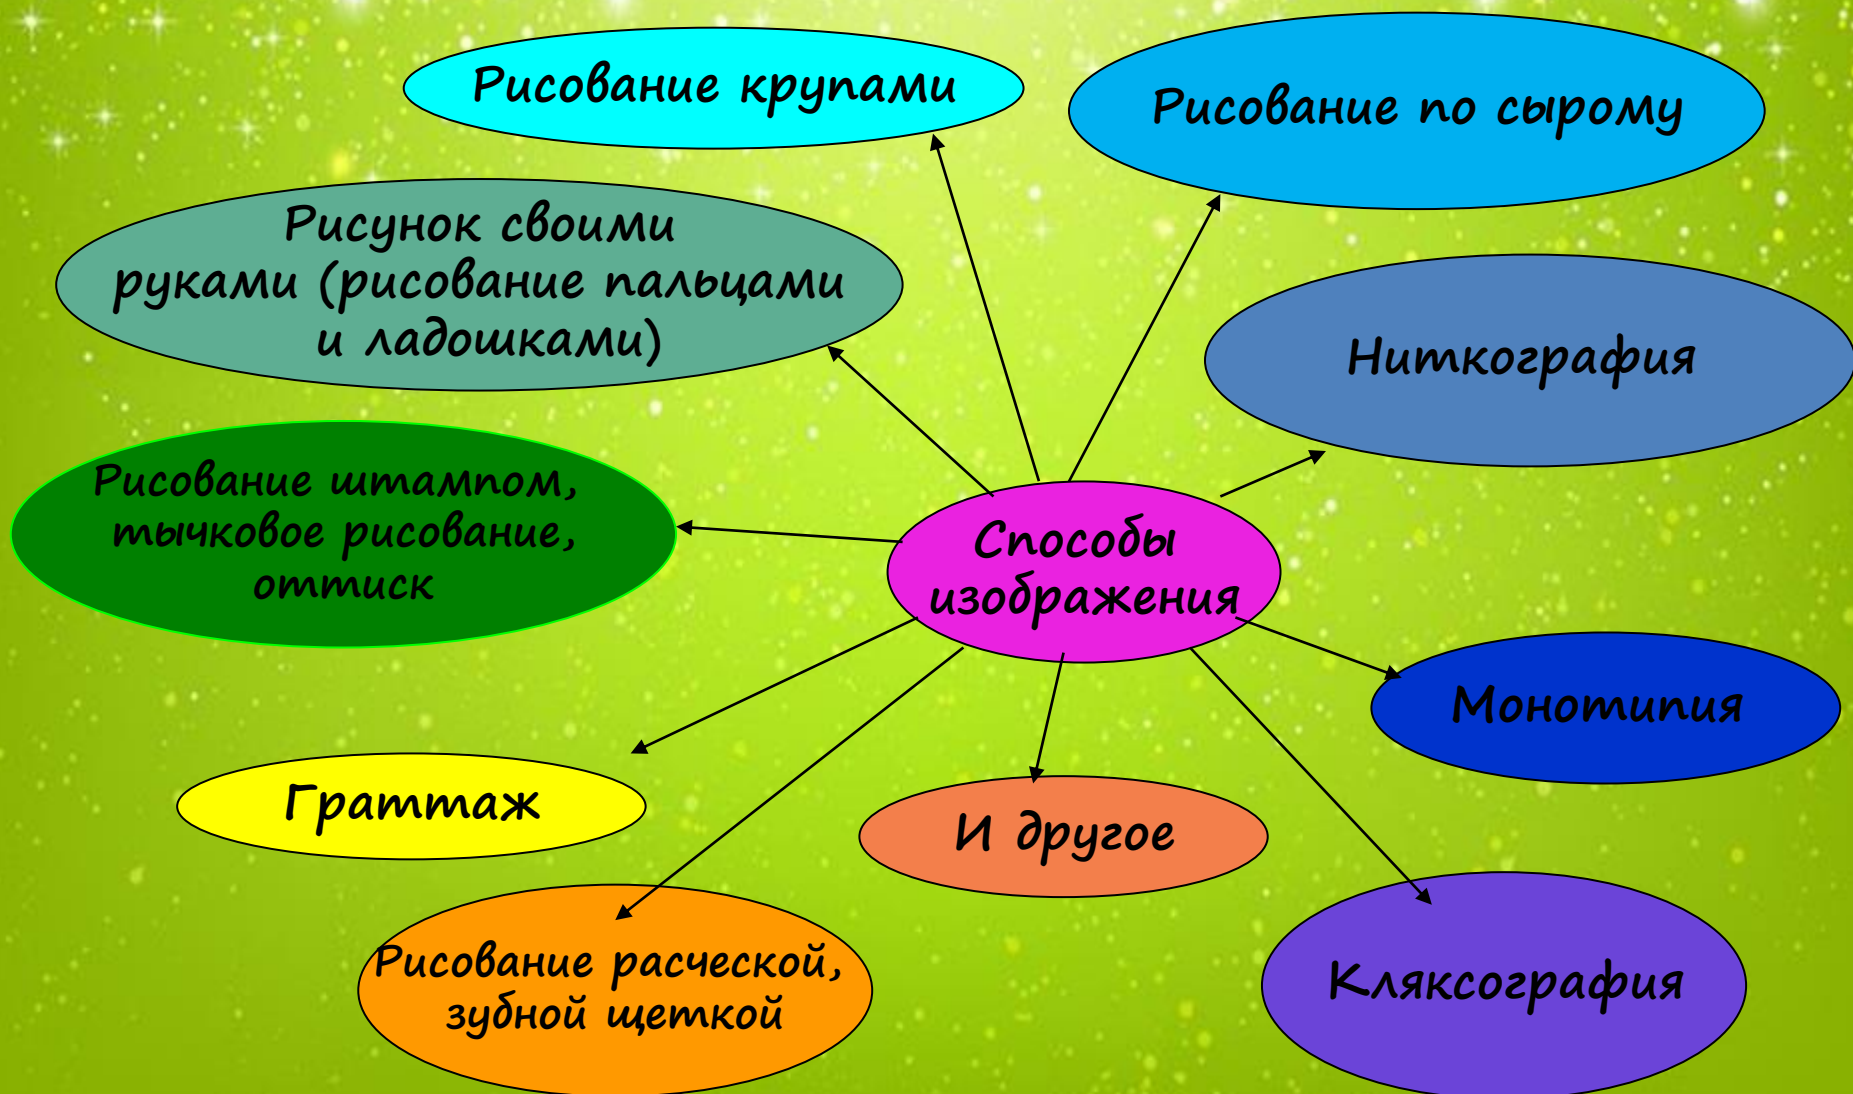 Рисование крупами
Рисование по сырому
Рисунок своими
руками (рисование пальцами
и ладошками)
Ниткография
Рисование штампом,
тычковое рисование,
оттиск
Способы
изображения
Монотипия
Граттаж
И другое
Рисование расческой,
зубной щеткой
Кляксография